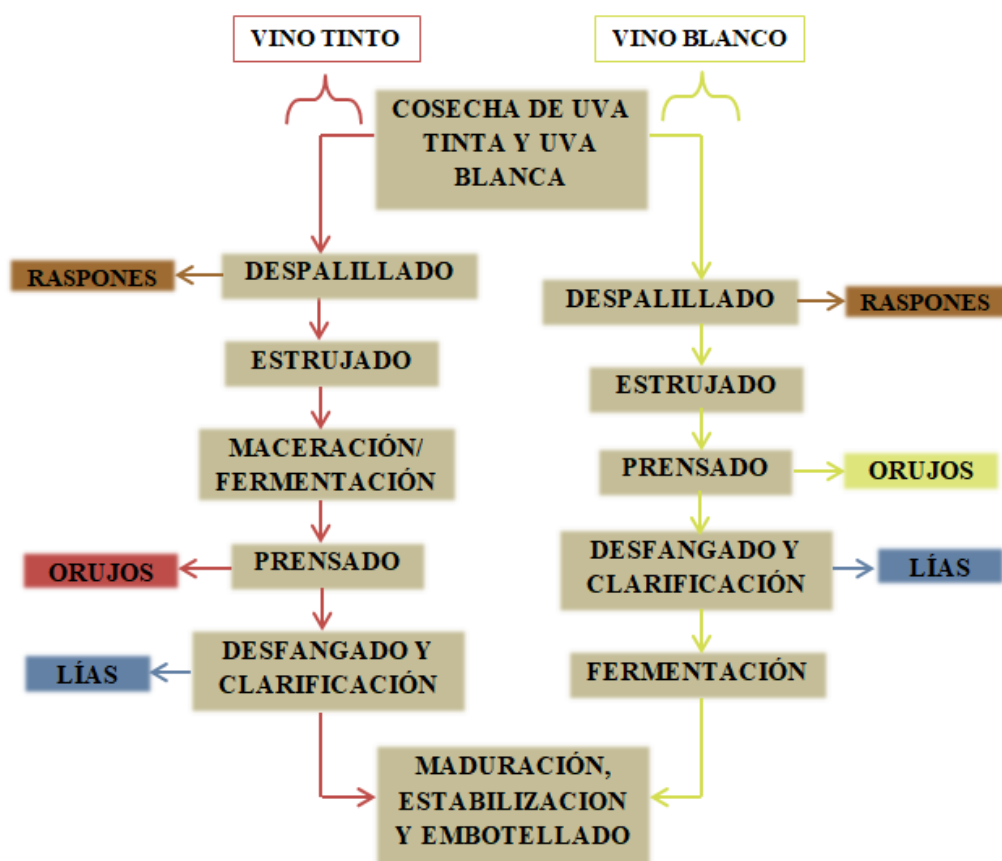 VINO TINTO
VINO BLANCO
COSECHA DE UVA
TINTA Y UVA
BLANCA
RASPONES
DESPALILLADO
DESPALILLADO
RASPONES
ESTRUJADO
ESTRUJADO
MACERACIÓN/
FERMENTACIÓN
PRENSADO
ORUJOS
ORUJOS
PRENSADO
DESFANGADO Y
CLARIFICACIÓN
LÍAS
LÍAS
DESFANGADO Y
CLARIFICACIÓN
FERMENTACIÓN
MADURACIÓN,
ESTABILIZACION
Y EMBOTELLADO